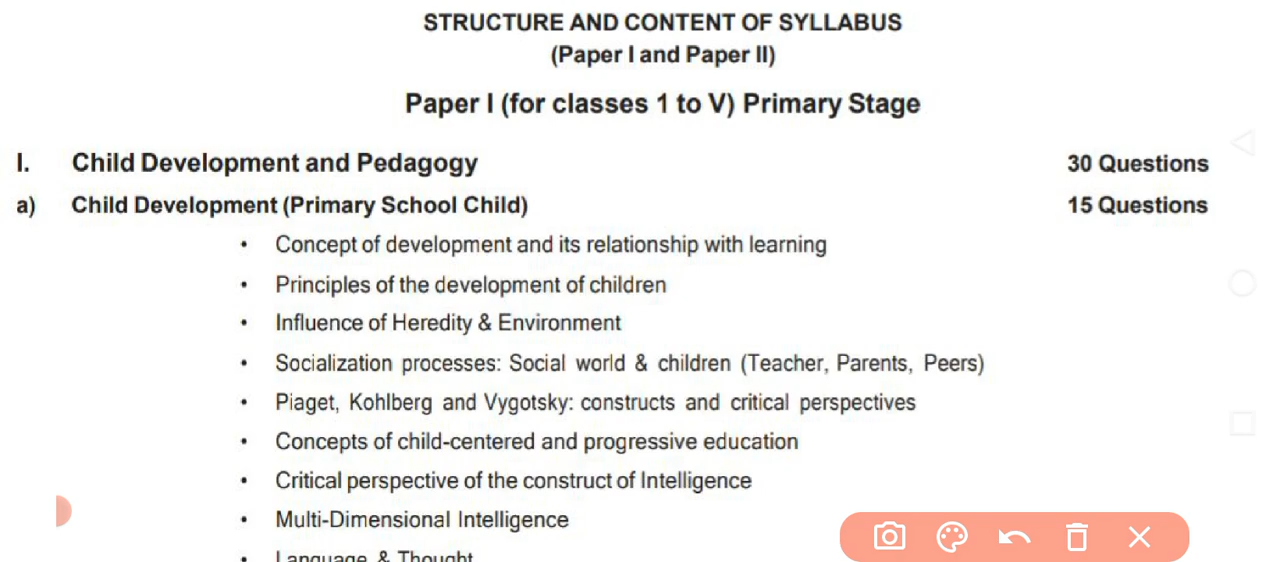 STRUCTURE AND CONTENT OF SYLLABUS
(Paper I and Paper II)
Paper I (for classes 1 to V) Primary Stage
I. Child Development and Pedagogy 30 Questions
a) Child Development (Primary School Child) 15 Questions
• Concept of development and its relationship with learning
• Principles of the development of children
• Influence of Heredity & Environment
• Socialization processes: Social world & children (Teacher, Parents, Peers)
• Piaget, Kohlberg and Vygotsky: constructs and critical perspectives
• Concepts of child-centered and progressive education
• Critical perspective of the construct of Intelligence
• Multi-Dimensional Intelligence
• Language & Thought